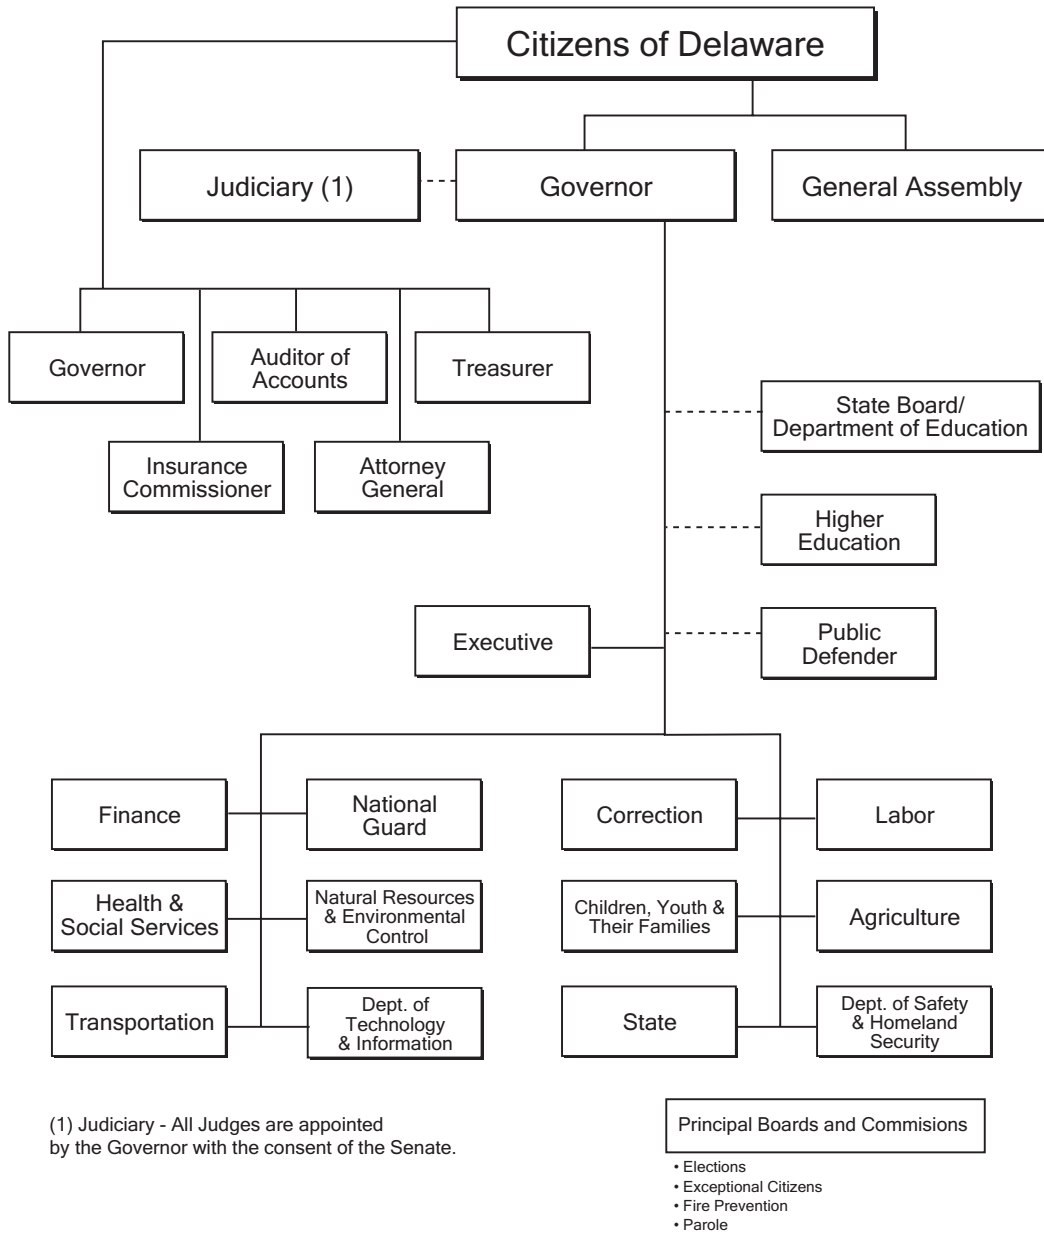 Citizens of Delaware
Judiciary (1)
Governor
General Assembly
Governor
Auditor of
Accounts
Treasurer
Insurance
Commissioner
Attorney
General
State Board/
Department of Education
Higher
Education
Public
Defender
Executive
Finance
National
Guard
Correction
Labor
Health &
Social Services
Natural Resources
& Environmental
Control
Children, Youth &
Their Families
Agriculture
Transportation
Dept. of
Technology
& Information
State
Dept. of Safety
& Homeland
Security
(1) Judiciary - All Judges are appointed
by the Governor with the consent of the Senate.
Principal Boards and Commisions
• Elections
• Exceptional Citizens
• Fire Prevention
• Parole